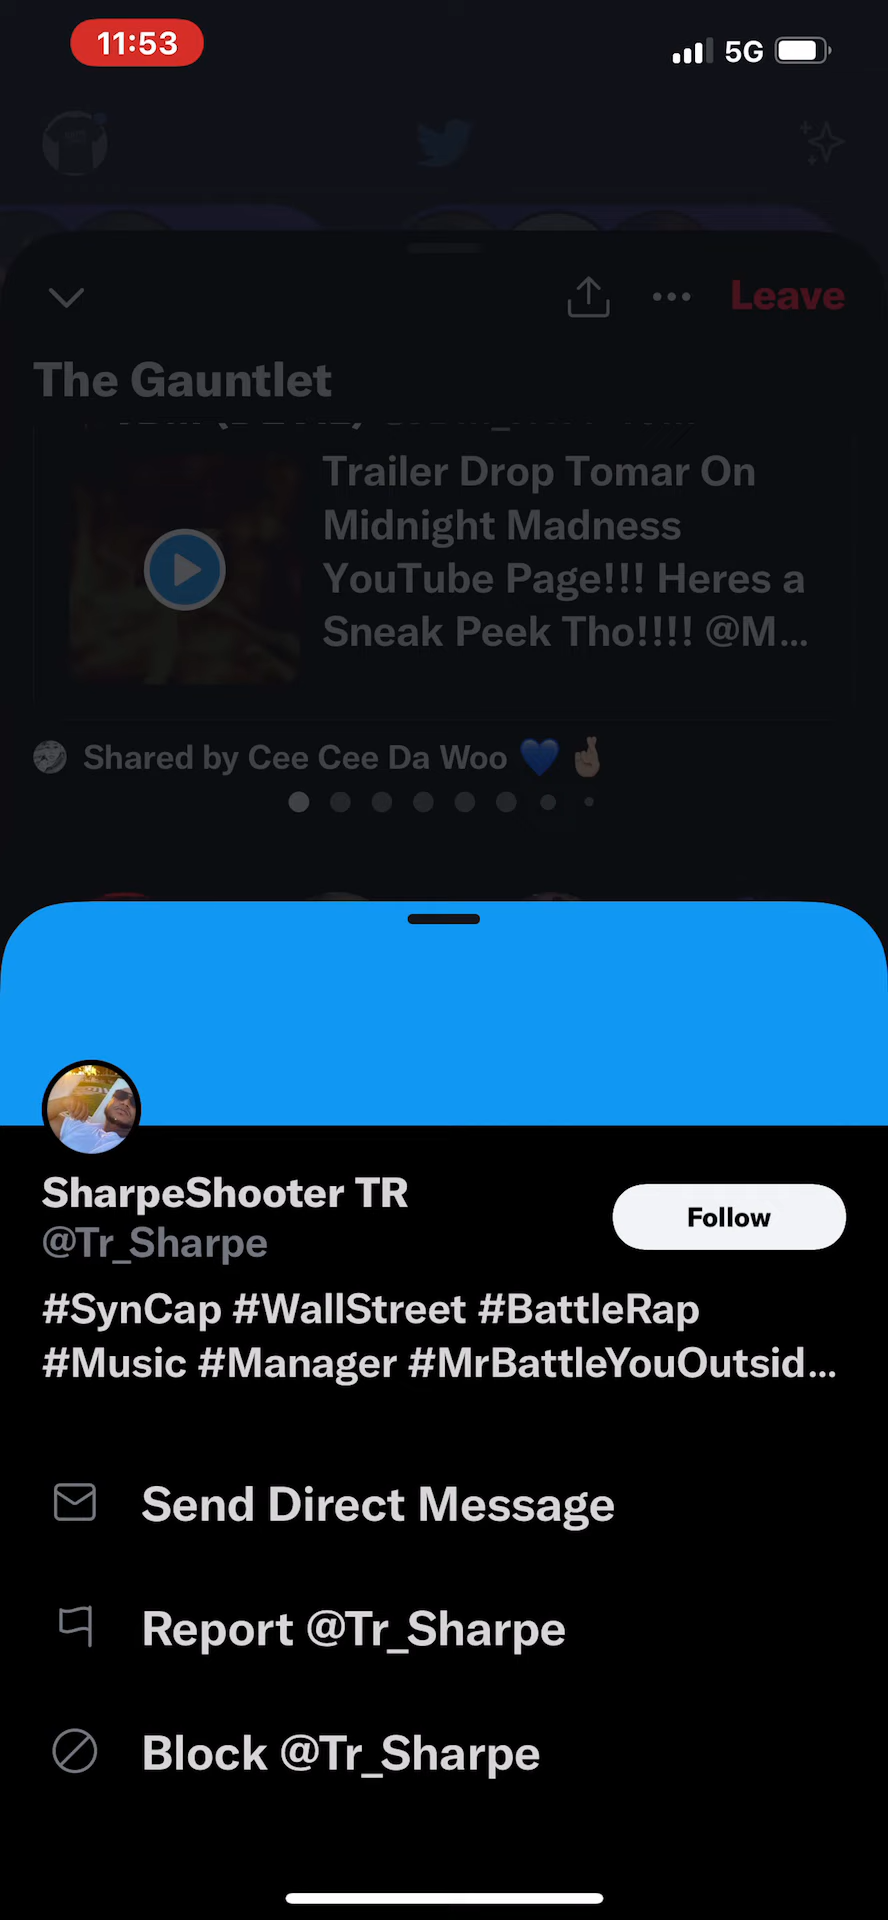 11:53
5G
Leave
The Gauntlet
Trailer Drop Tomar On
Midnight Madness
YouTube Page!!! Heres a
Sneak Peek Tho!!!! @M...
Shared by Cee Cee Da Woo 💙🤞🏼
SharpeShooter TR
Follow
@Tr_Sharpe
#SynCap #WallStreet #BattleRap
#Music #Manager #MrBattleYouOutsid...
Send Direct Message
Report @Tr_Sharpe
Block @Tr_Sharpe